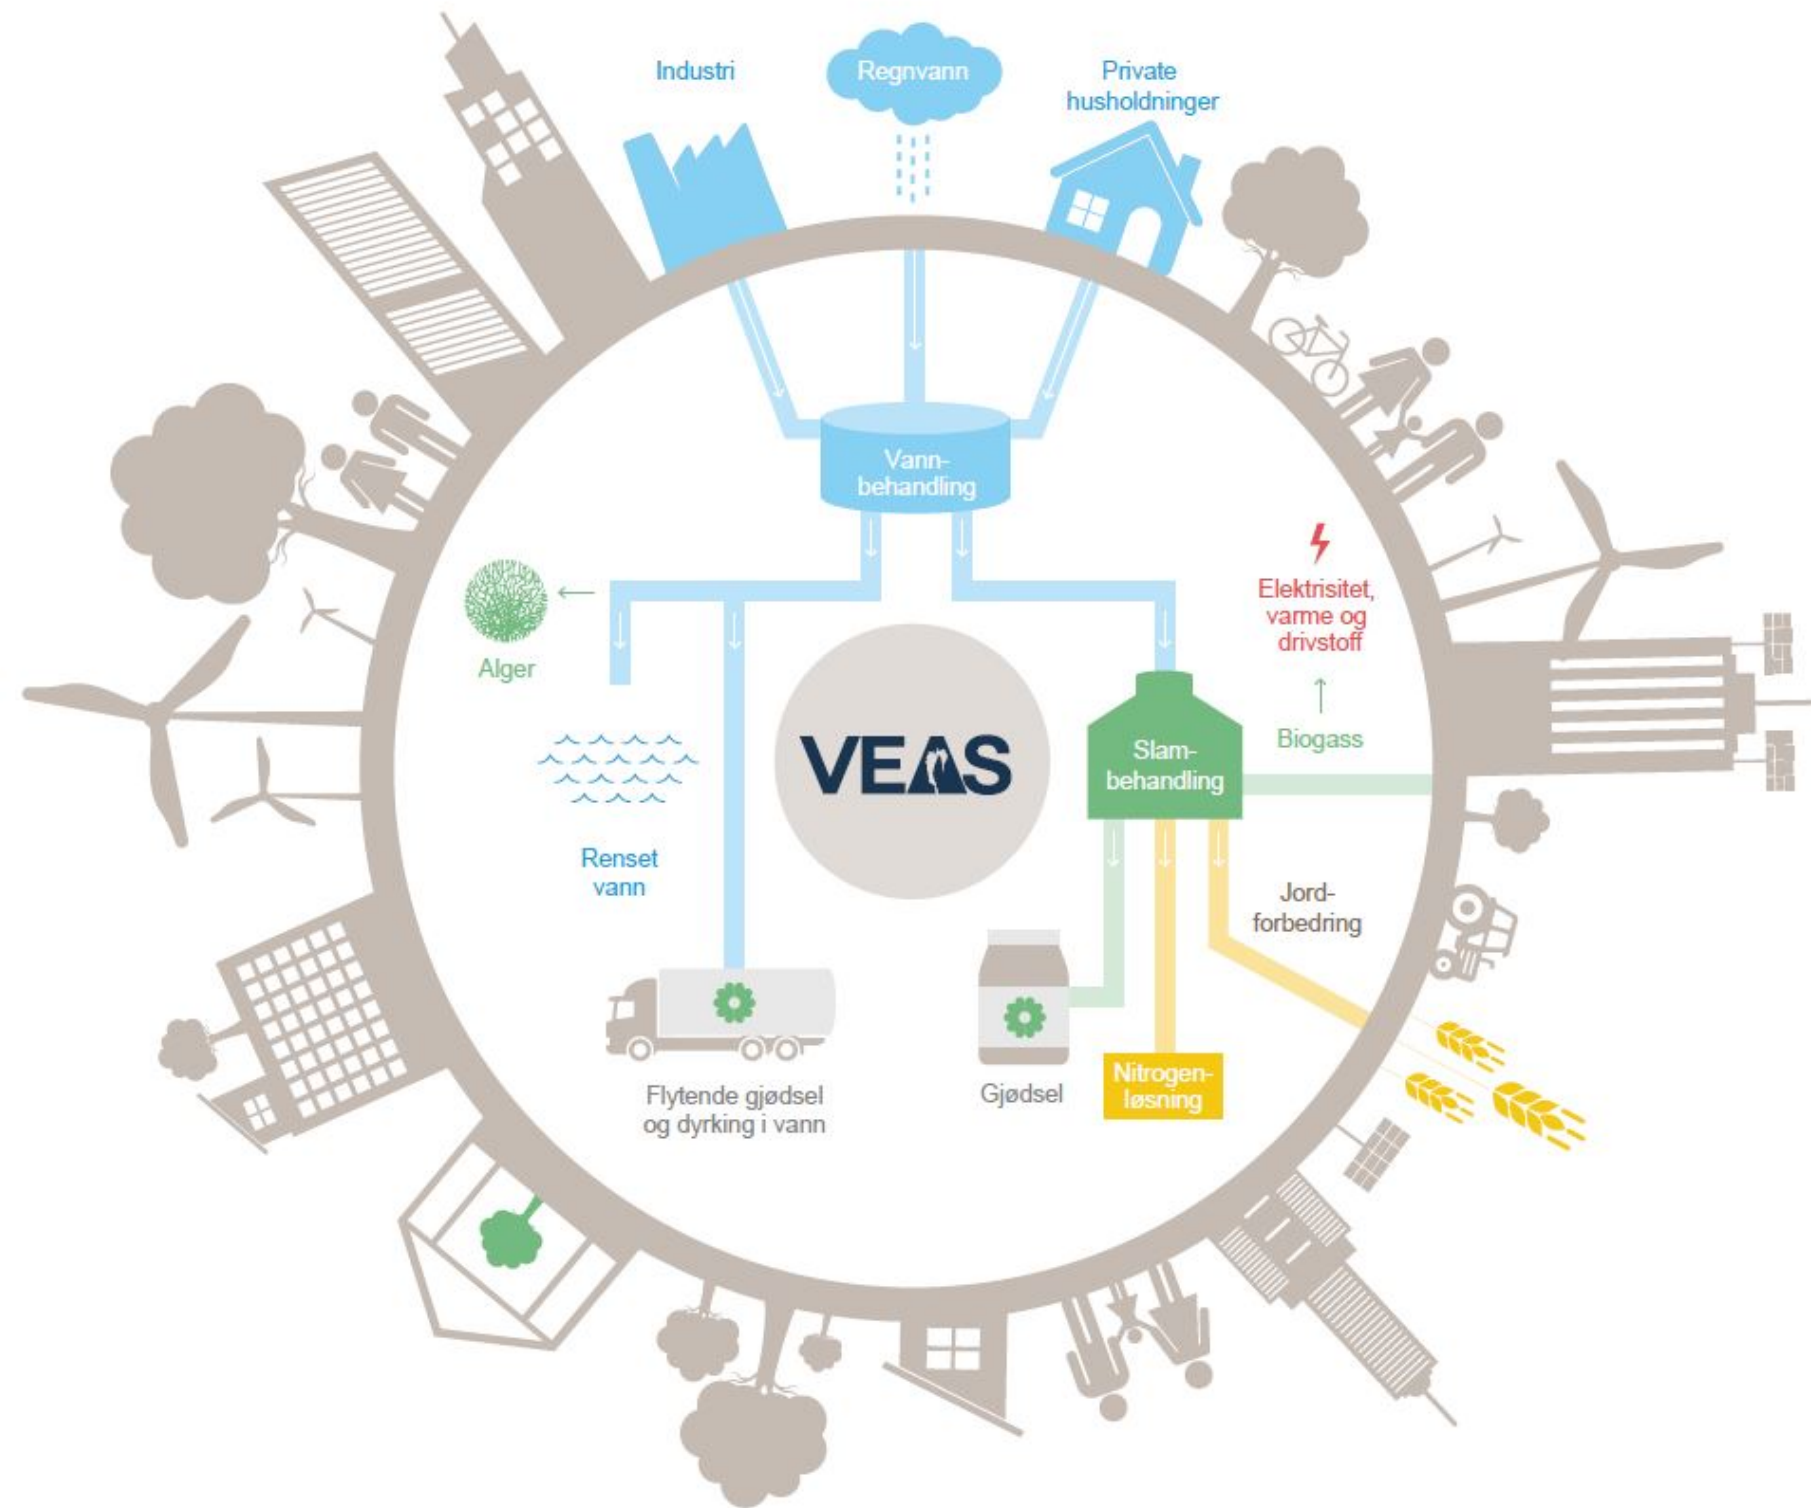 Industri
Regnvann
Private
husholdninger
Vann-
behandling
Alger
Elektrisitet,
varme og
drivstoff
Biogass
VEAS
Slam-
behandling
Renset
vann
Jord-
forbedring
Flytende gjødsel
og dyrking i vann
Gjødsel
Nitrogen-
løsning